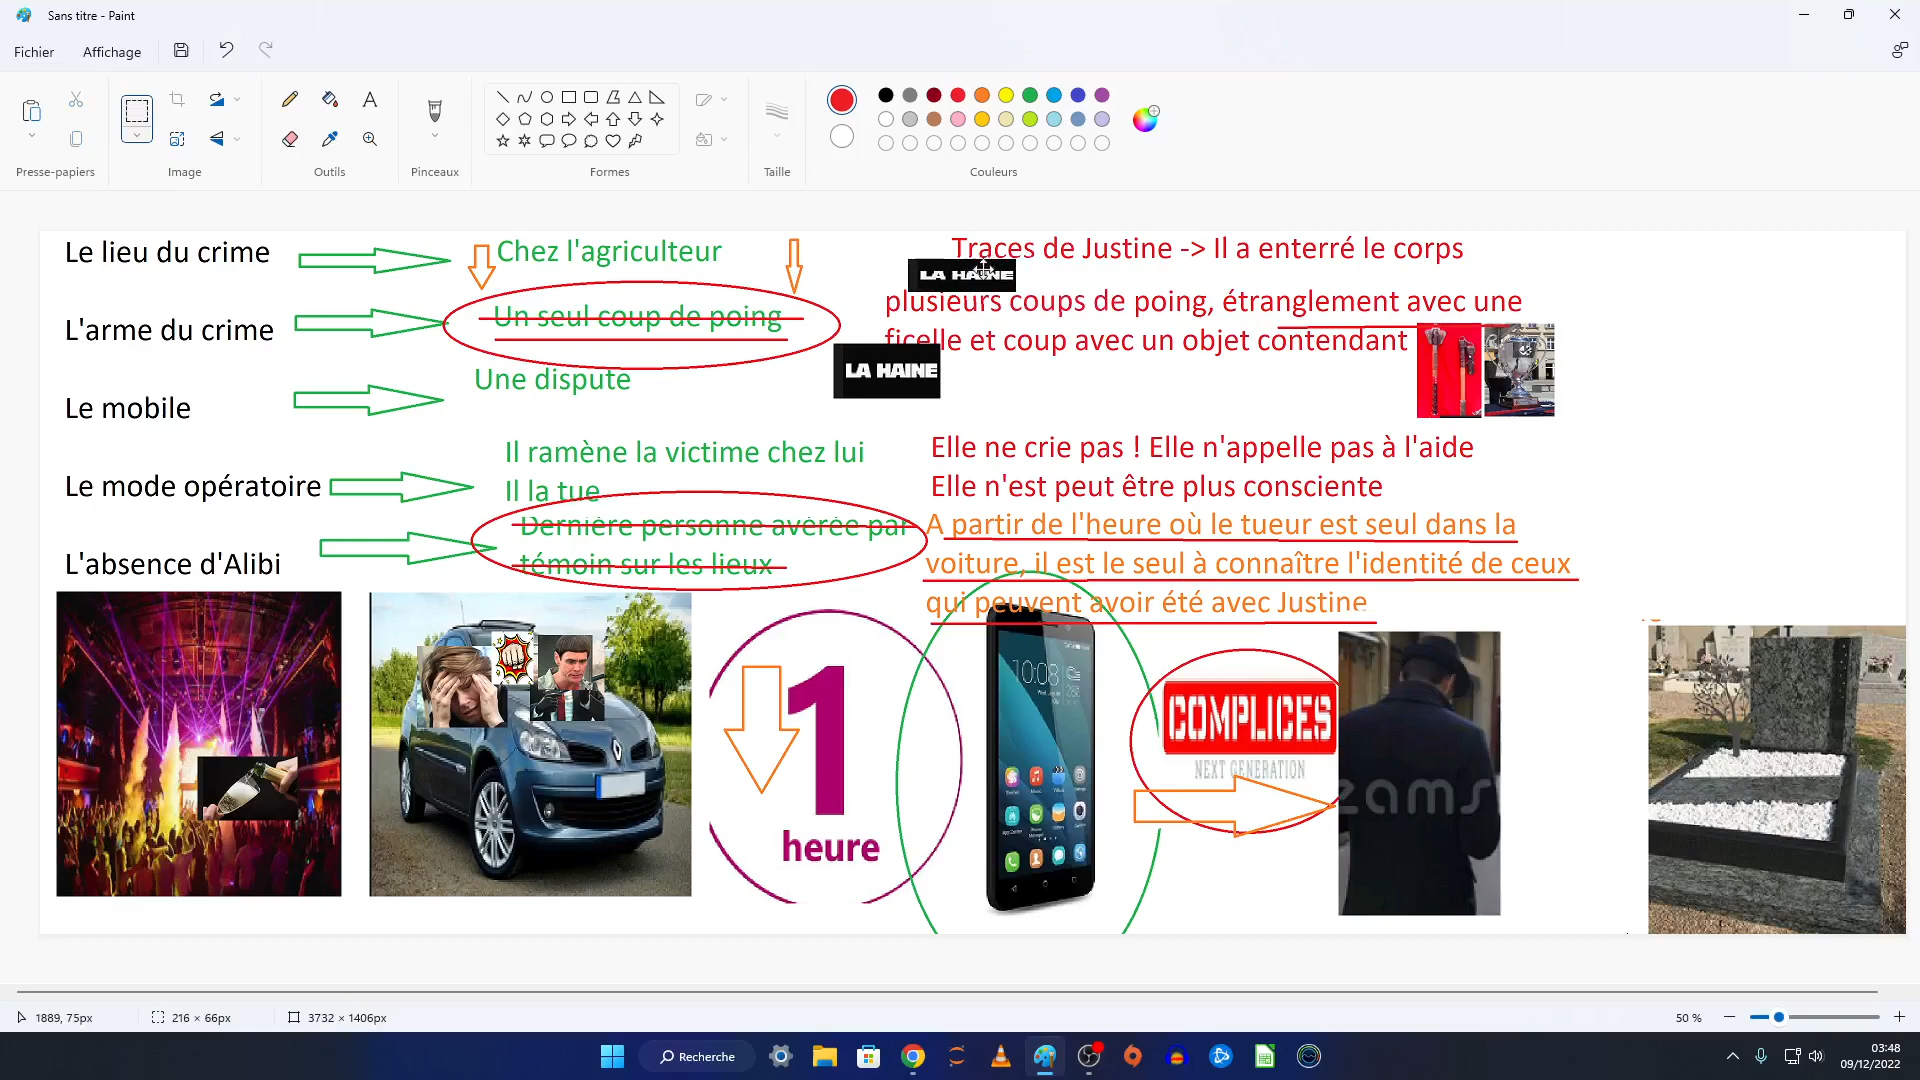 Sans titre - Paint
Fichier
Affichage
Presse-papiers
Image
Outils
Pinceaux
Formes
Taille
Couleurs
Le lieu du crime
Chez l'agriculteur
Traces de Justine -> Il a enterré le corps
LA HAINE
L'arme du crime
Un seul coup de poing
plusieurs coups de poing, étranglement avec une
ficelle et coup avec un objet contendant
LA HAINE
Le mobile
Une dispute
Le mode opératoire
Il ramène la victime chez lui
Il la tue
Elle ne crie pas ! Elle n'appelle pas à l'aide
Elle n'est peut être plus consciente
L'absence d'Alibi
Dernière personne avérée par
témoin sur les lieux
A partir de l'heure où le tueur est seul dans la
voiture, il est le seul à connaître l'identité de ceux
qui peuvent avoir été avec Justine
1
heure
10:08
COMPLICES
NEXT GENERATION
zams
1889, 75px
216 × 66px
3732 × 1406px
50 %
Recherche
03:48
09/12/2022